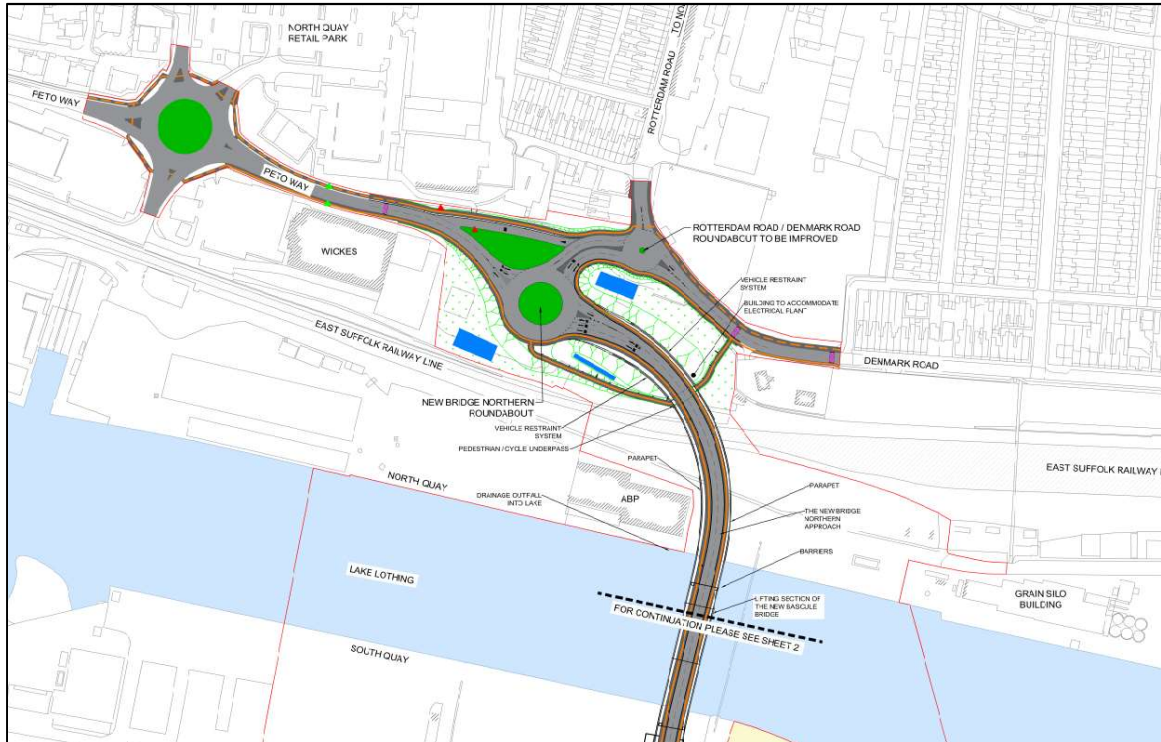 NORTH QUAY
RETAIL PARK
ROTTERDAM ROAD
TO NO
PETO WAY
PETO WAY
WICKES
ROTTERDAM ROAD / DENMARK ROAD
ROUNDABOUT TO BE IMPROVED
VEHICLE RESTRAINT
SYSTEM
BUILDING TO ACCOMMODATE
ELECTRICAL PLANT
EAST SUFFOLK RAILWAY LINE
DENMARK ROAD
NEW BRIDGE NORTHERN
ROUNDABOUT
VEHICLE RESTRAINT
SYSTEM
PEDESTRIAN / CYCLE UNDERPASS
PARAPET
EAST SUFFOLK RAILWAY
NORTH QUAY
DRAINAGE OUTFALL
INTO LAKE
ABP
PARAPET
THE NEW BRIDGE
NORTHERN
APPROACH
BARRIERS
LAKE LOTHING
LIFTING SECTION OF
THE NEW BASCULE
BRIDGE
GRAIN SILO
BUILDING
FOR CONTINUATION PLEASE SEE SHEET 2
SOUTH QUAY